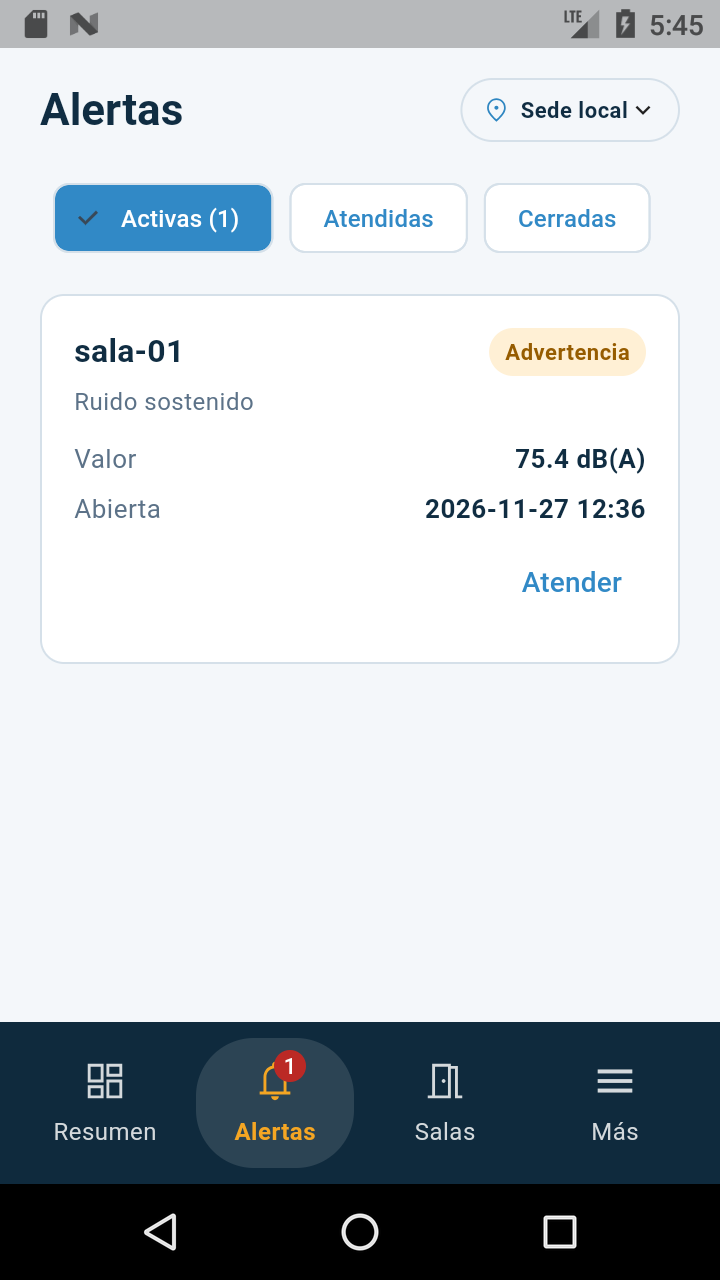 LTE 5:45
Alertas
Sede local
Activas (1)
Atendidas
Cerradas
sala-01
Advertencia
Ruido sostenido
Valor 75.4 dB(A)
Abierta 2026-11-27 12:36
Atender
1
Resumen
Alertas
Salas
Más